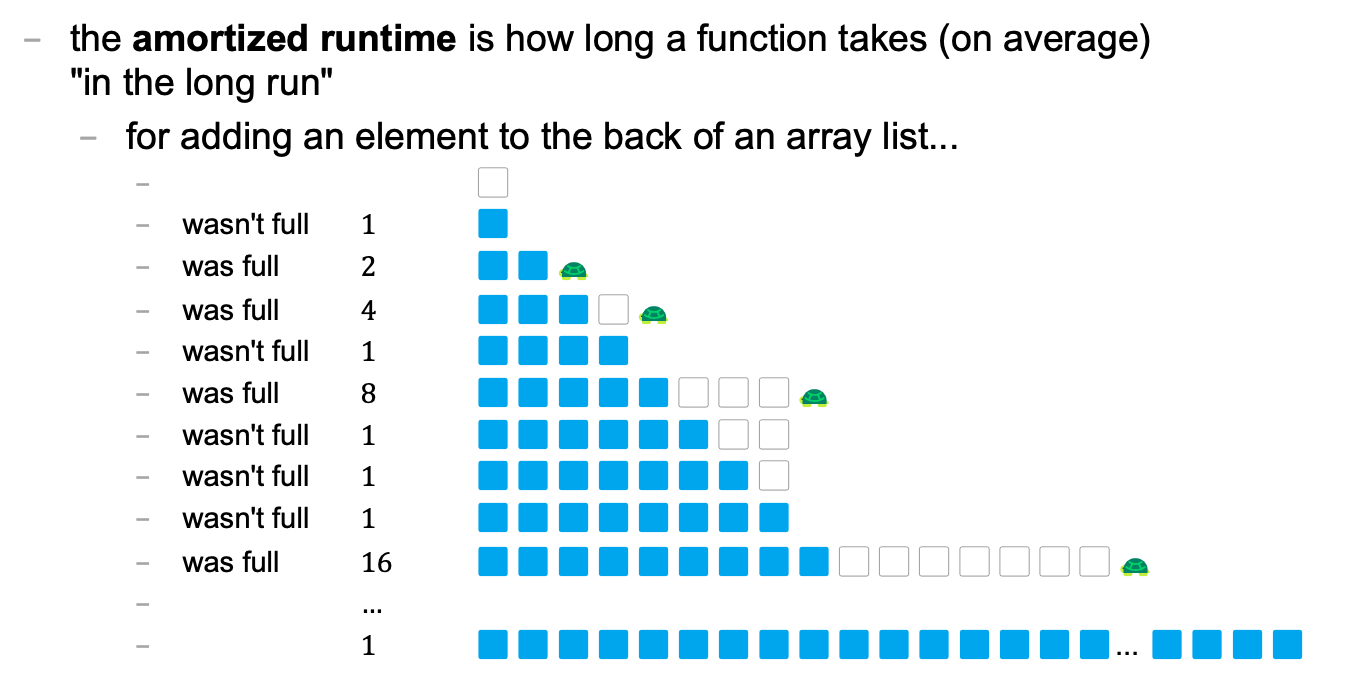 – the amortized runtime is how long a function takes (on average)
"in the long run"
– for adding an element to the back of an array list...
–
– wasn't full 1
– was full 2
– was full 4
– wasn't full 1
– was full 8
– wasn't full 1
– wasn't full 1
– wasn't full 1
– was full 16
– ...
– 1 ...